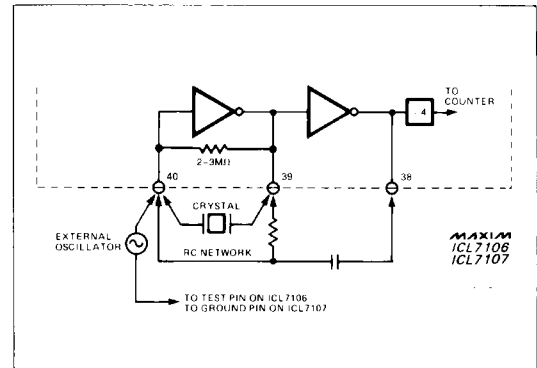 TO
COUNTER
4
2-3MΩ
40
39
38
CRYSTAL
EXTERNAL
OSCILLATOR
RC NETWORK
MAXIM
ICL7106
ICL7107
TO TEST PIN ON ICL7106
TO GROUND PIN ON ICL7107